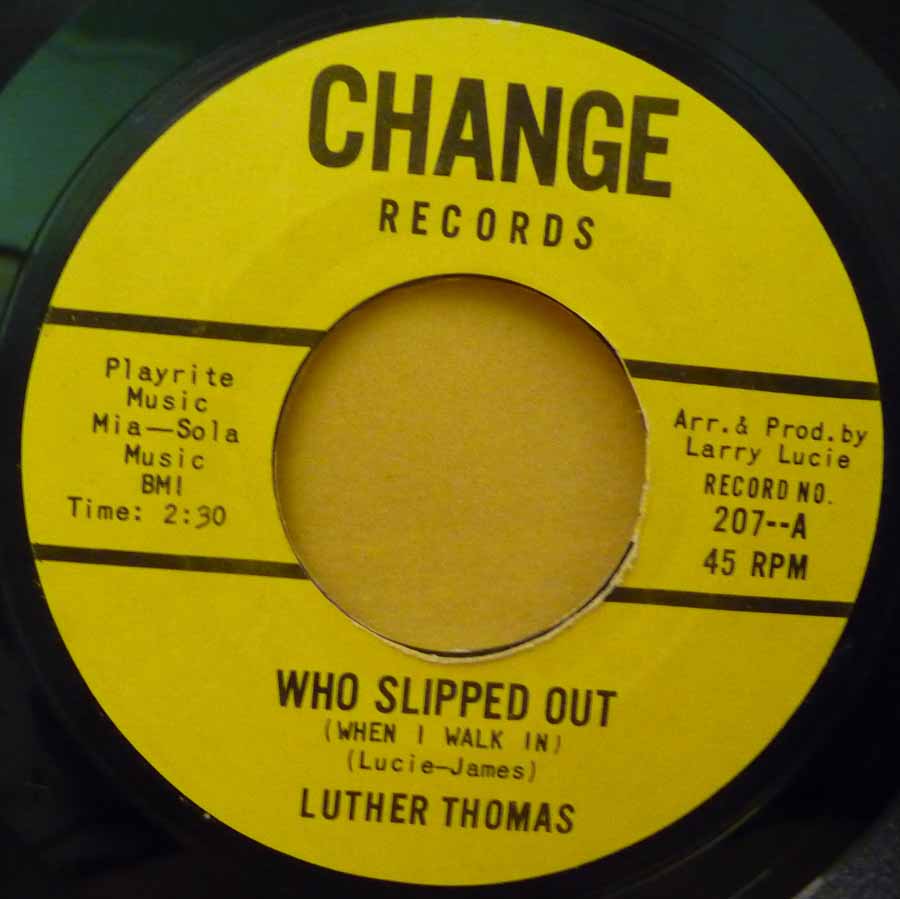 CHANGE
RECORDS
Playrite
Music
Mia—Sola
Music
BMI
Time: 2:30
Arr.& Prod.by
Larry Lucie
RECORD NO.
207--A
45 RPM
WHO SLIPPED OUT
(WHEN I WALK IN)
(Lucie—James)
LUTHER THOMAS